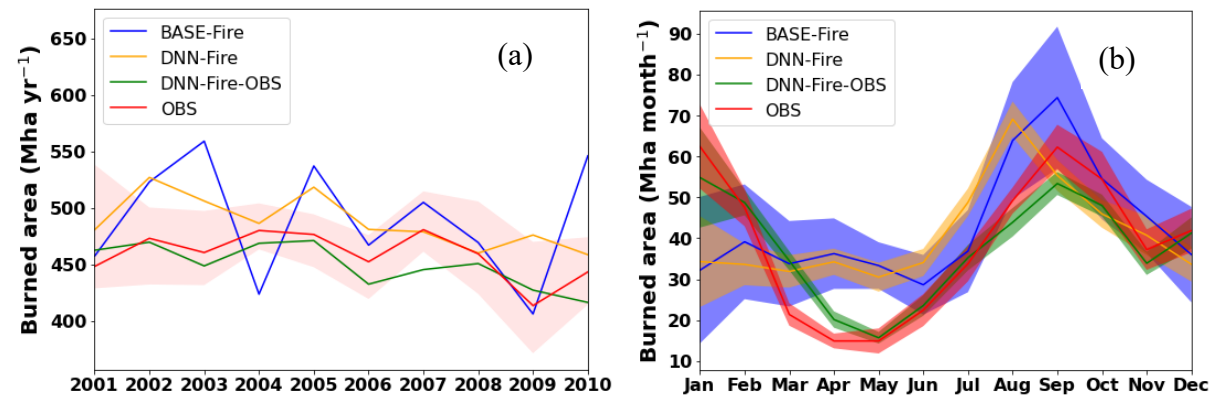 (a)
BASE-Fire
DNN-Fire
DNN-Fire-OBS
OBS
Burned area (Mha yr⁻¹)
650
600
550
500
450
400
2001 2002 2003 2004 2005 2006 2007 2008 2009 2010
(b)
BASE-Fire
DNN-Fire
DNN-Fire-OBS
OBS
Burned area (Mha month⁻¹)
90
80
70
60
50
40
30
20
10
Jan Feb Mar Apr May Jun Jul Aug Sep Oct Nov Dec